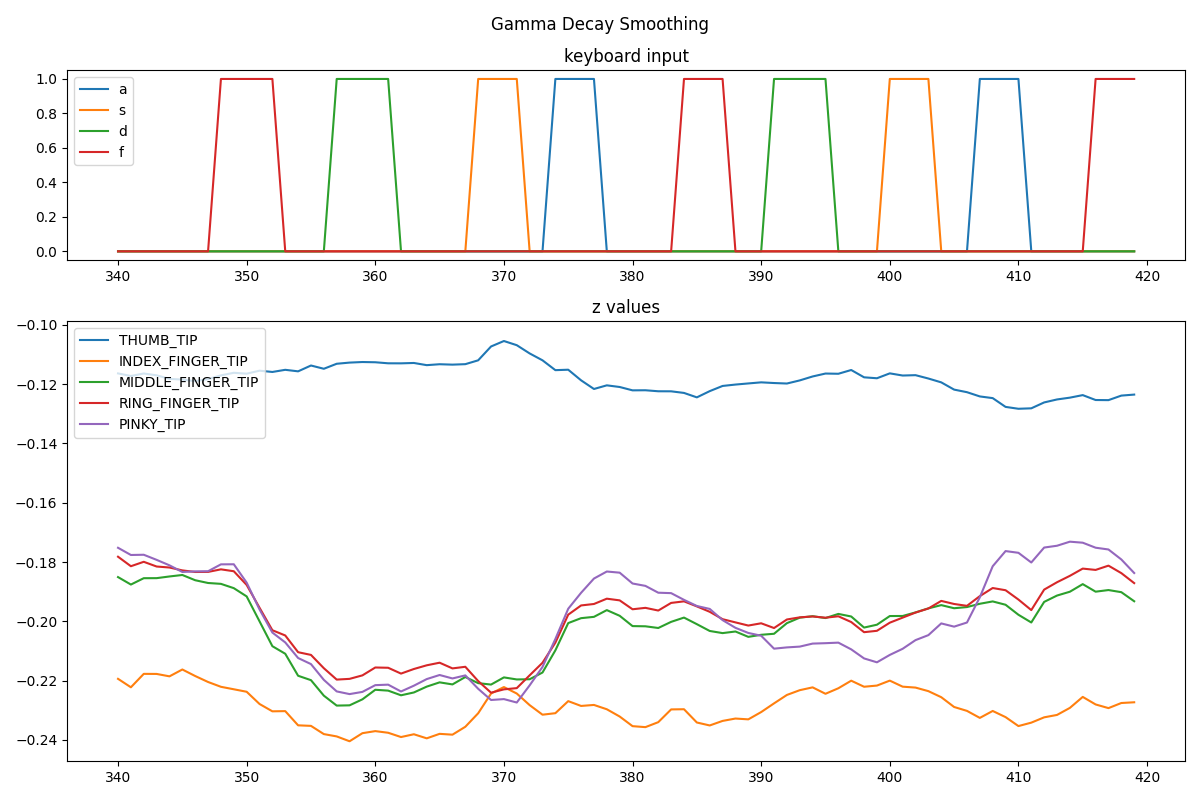 Gamma Decay Smoothing
keyboard input
1.0
0.8
0.6
0.4
0.2
0.0
a
s
d
f
340 350 360 370 380 390 400 410 420
z values
−0.10
−0.12
−0.14
−0.16
−0.18
−0.20
−0.22
−0.24
THUMB_TIP
INDEX_FINGER_TIP
MIDDLE_FINGER_TIP
RING_FINGER_TIP
PINKY_TIP
340 350 360 370 380 390 400 410 420